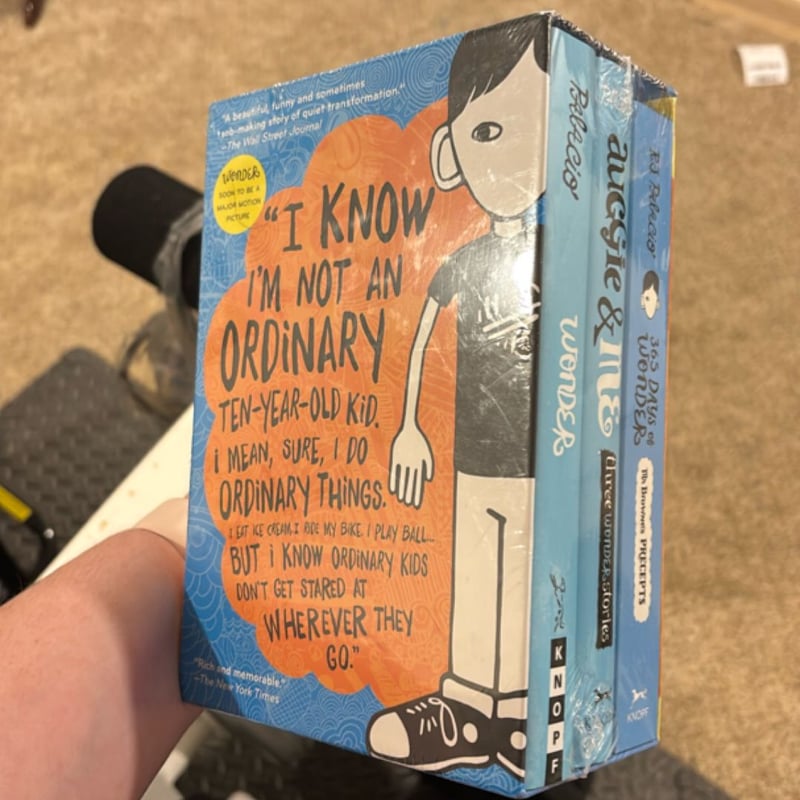 "A beautiful, funny and sometimes
sob-making story of quiet transformation."
—The Wall Street Journal
WONDER
SOON TO BE A
MAJOR MOTION
PICTURE
"I KNOW
I'M NOT AN
ORDINARY
TEN-YEAR-OLD KID.
I MEAN, SURE, I DO
ORDINARY THINGS.
I EAT ICE CREAM. I RIDE MY BIKE. I PLAY BALL...
BUT I KNOW ORDINARY KIDS
DON'T GET STARED AT
WHEREVER THEY
GO."
"Rich and memorable."
—The New York Times
Palacio
WONDER
KNOPF
auggie & ME
three WONDER stories
R.J. Palacio
365 DAYS of
WONDER
Mr. Browne's PRECEPTS
KNOPF